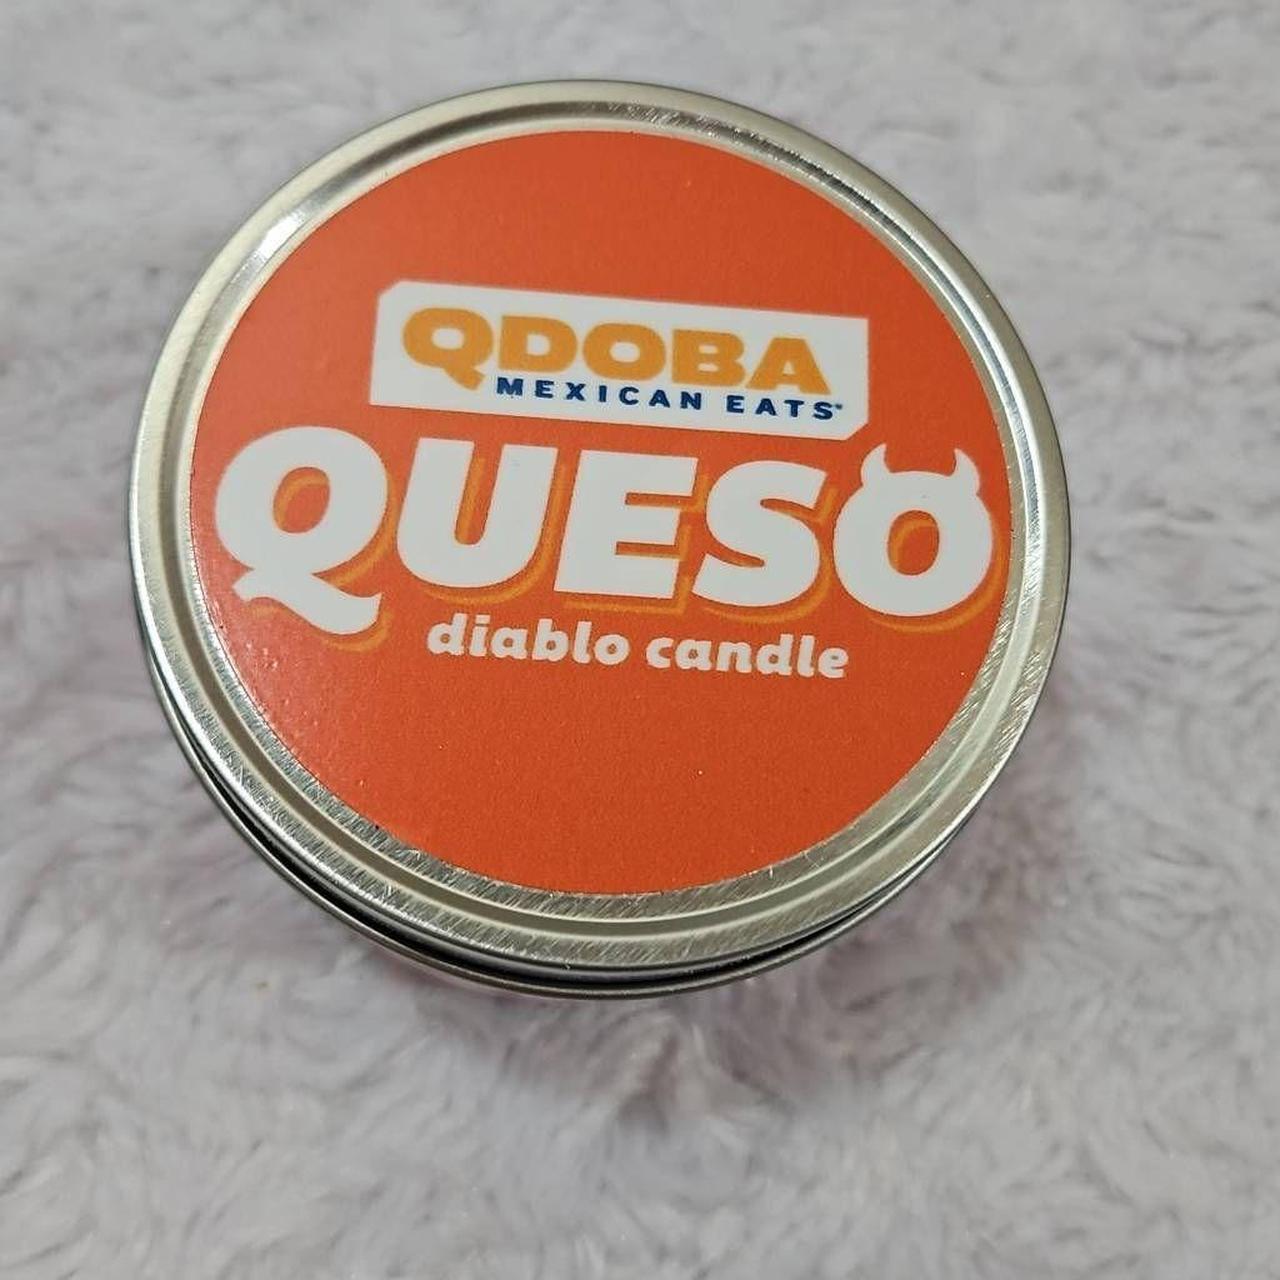 QDOBA
MEXICAN EATS
QUESO
diablo candle